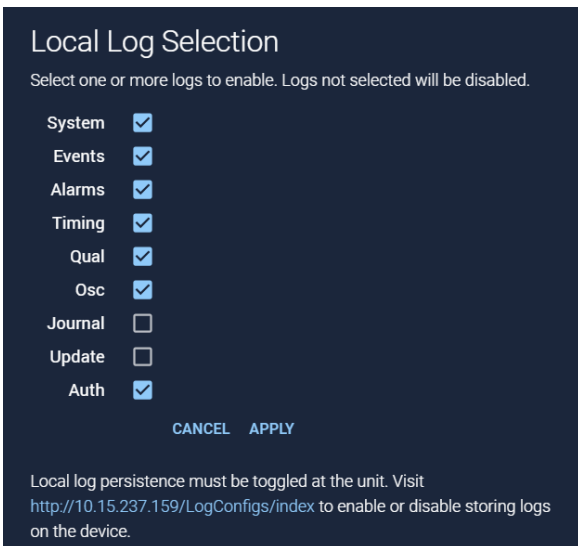 Local Log Selection
Select one or more logs to enable. Logs not selected will be disabled.
System
Events
Alarms
Timing
Qual
Osc
Journal
Update
Auth
CANCEL APPLY
Local log persistence must be toggled at the unit. Visit
http://10.15.237.159/LogConfigs/index to enable or disable storing logs
on the device.